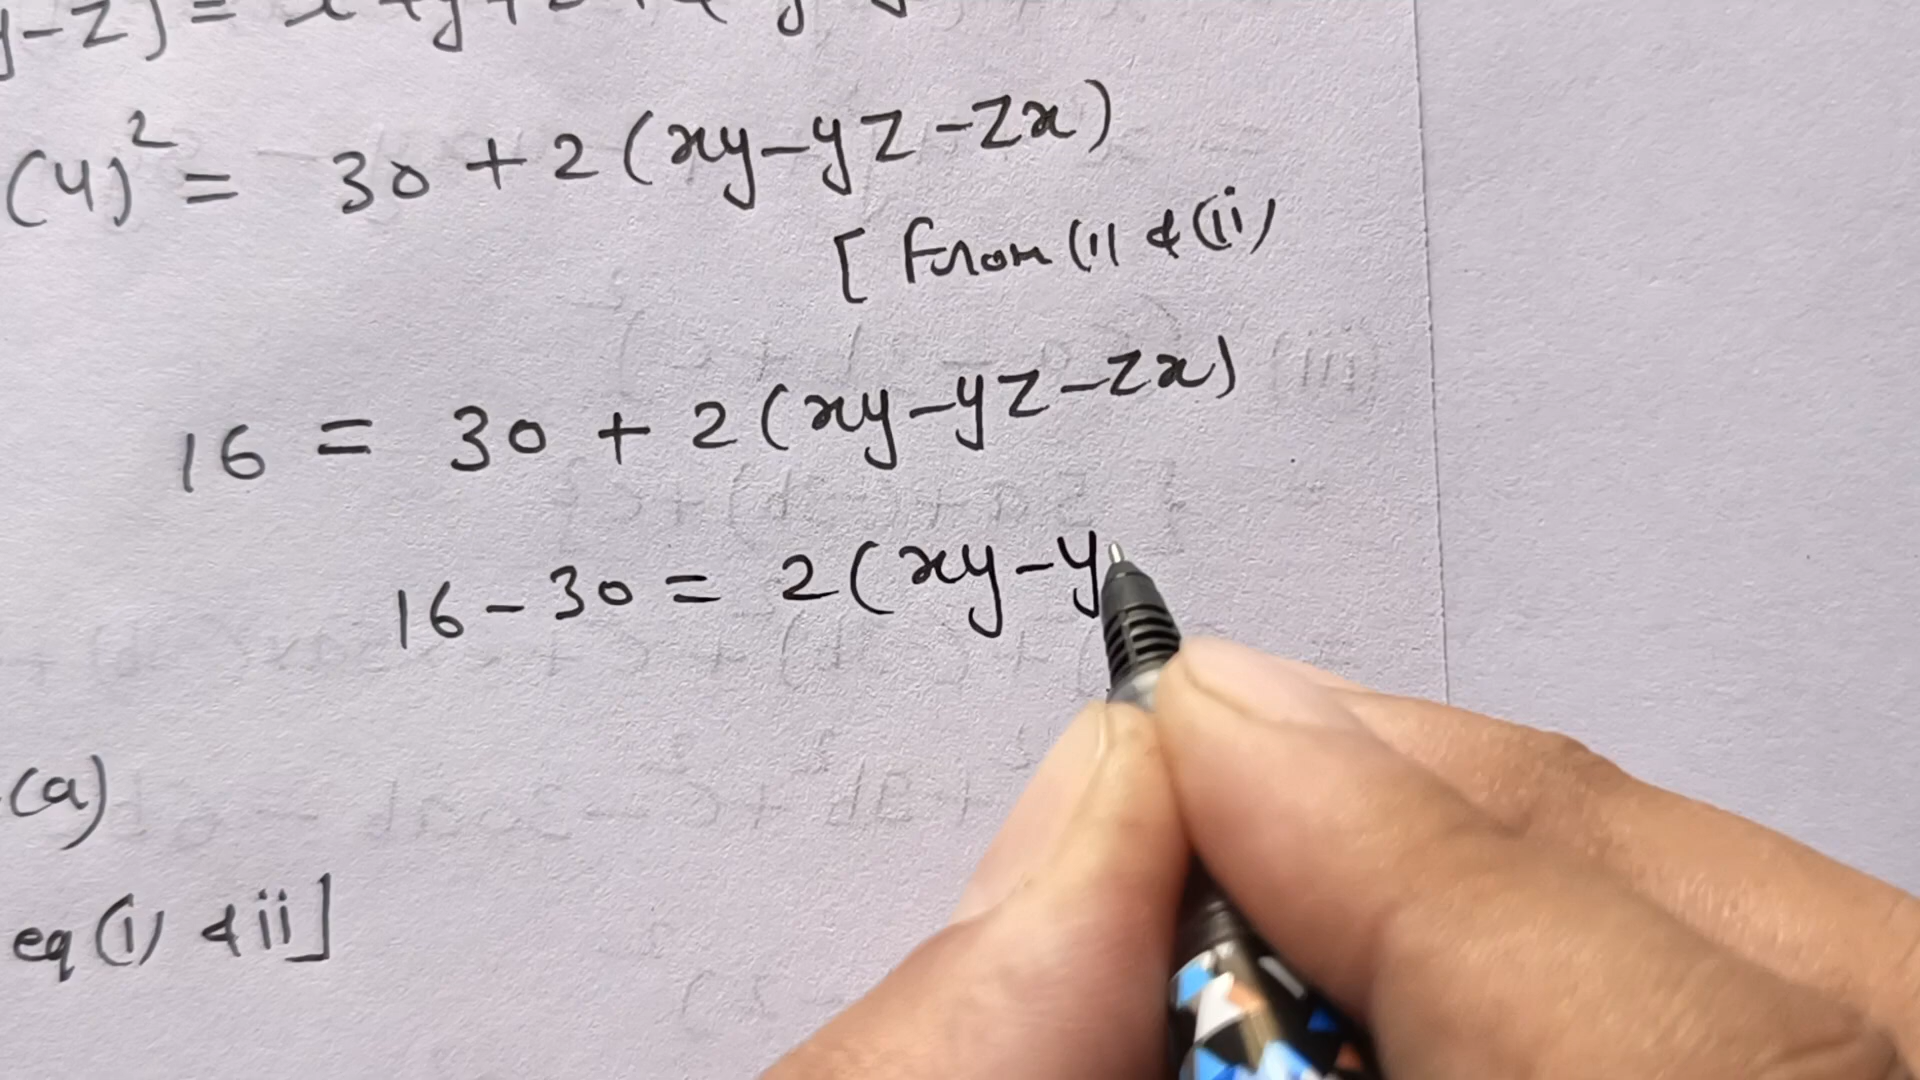 (4)² = 30 + 2 (xy - yz - zx)
[ From (i) & (ii)
16 = 30 + 2 (xy - yz - zx)
16 - 30 = 2 (xy - y
(a)
eq (i) & ii]